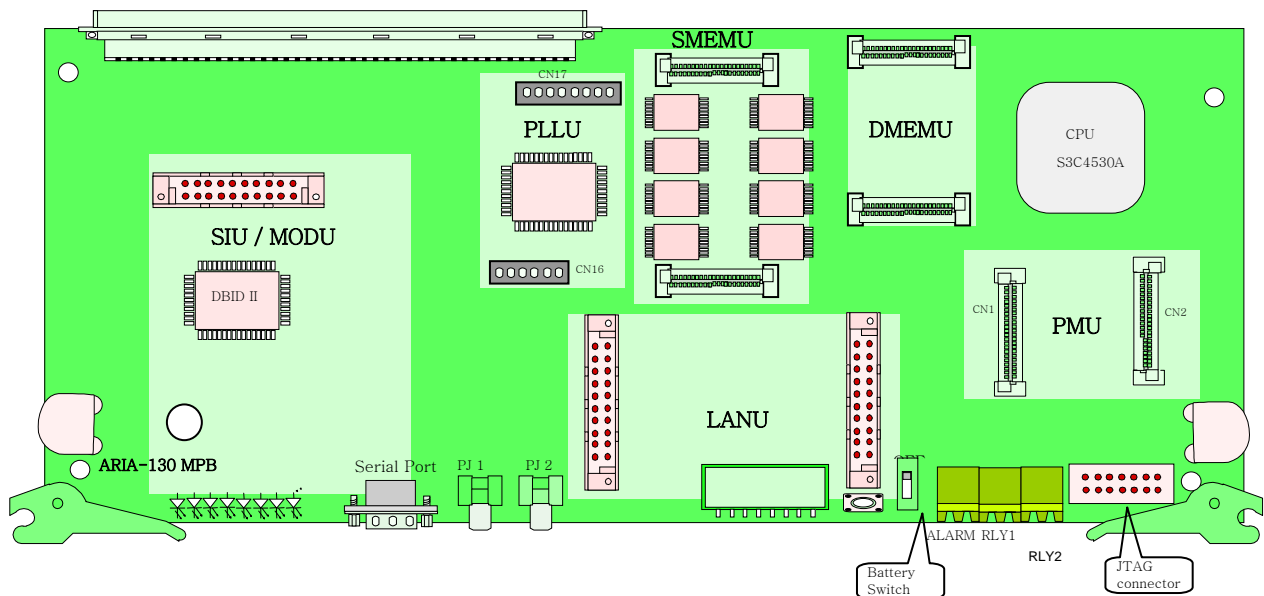 SMEMU
CN17
PLLU
DMEMU
CPU
S3C4530A
SIU / MODU
CN16
DBID II
CN1
PMU
CN2
LANU
ARIA-130 MPB
Serial Port
PJ 1
PJ 2
ALARM RLY1
RLY2
Battery
Switch
JTAG
connector